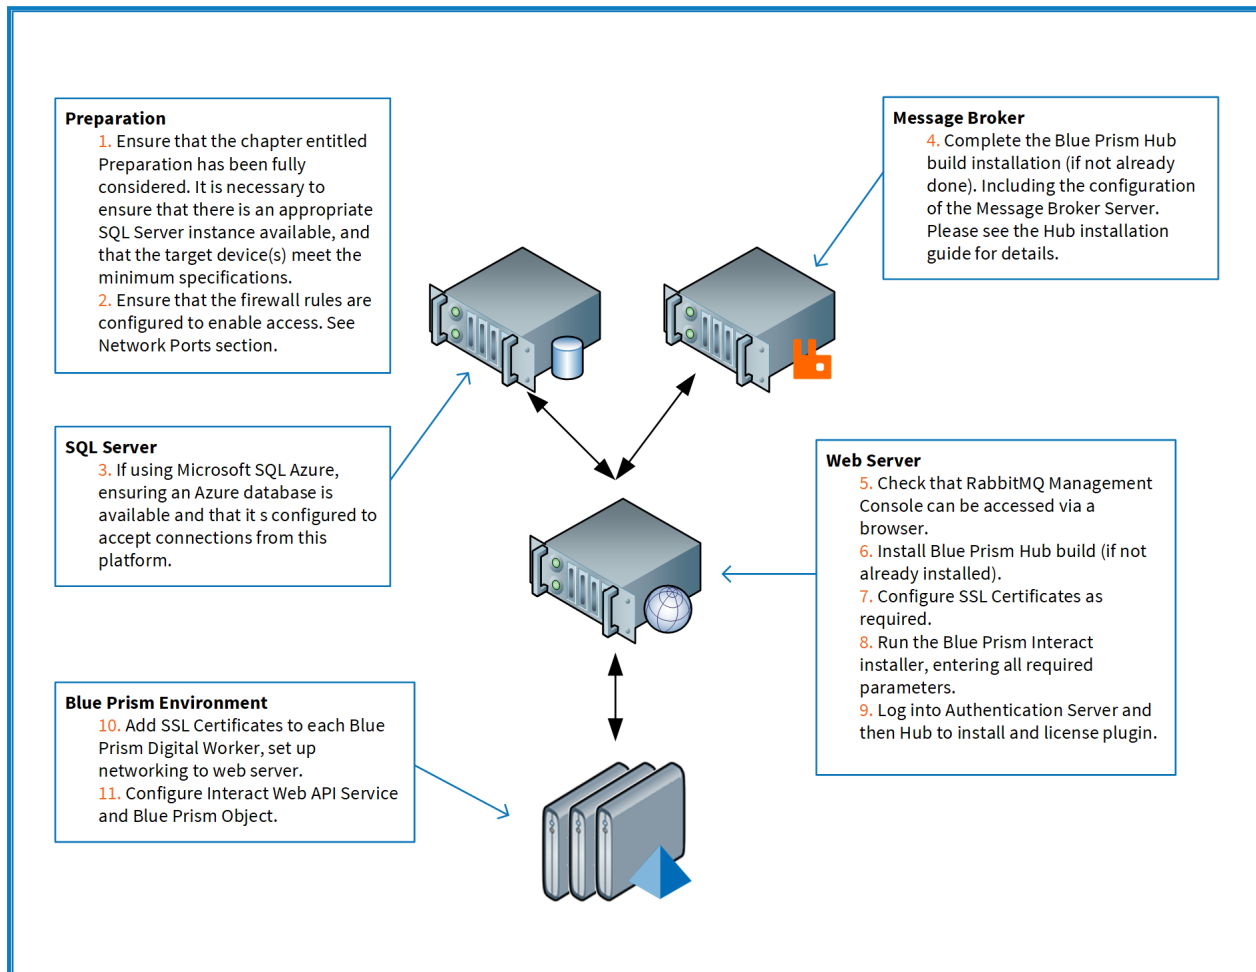 Preparation
1. Ensure that the chapter entitled
Preparation has been fully
considered. It is necessary to
ensure that there is an appropriate
SQL Server instance available, and
that the target device(s) meet the
minimum specifications.
2. Ensure that the firewall rules are
configured to enable access. See
Network Ports section.
Message Broker
4. Complete the Blue Prism Hub
build installation (if not already
done). Including the configuration
of the Message Broker Server.
Please see the Hub installation
guide for details.
SQL Server
3. If using Microsoft SQL Azure,
ensuring an Azure database is
available and that it s configured to
accept connections from this
platform.
Web Server
5. Check that RabbitMQ Management
Console can be accessed via a
browser.
6. Install Blue Prism Hub build (if not
already installed).
7. Configure SSL Certificates as
required.
8. Run the Blue Prism Interact
installer, entering all required
parameters.
9. Log into Authentication Server and
then Hub to install and license plugin.
Blue Prism Environment
10. Add SSL Certificates to each Blue
Prism Digital Worker, set up
networking to web server.
11. Configure Interact Web API Service
and Blue Prism Object.